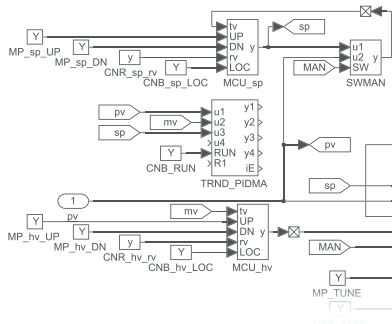 tv
Y
UP
sp
MP_sp_UP
Y
DN y
u1
MP_sp_DN
y
rv
u2 y
CNR_sp_rv
Y
LOC
MAN
SW
CNB_sp_LOC
MCU_sp
SWMAN
pv
u1
y1
mv
u2
y2
sp
u3
y3
u4
pv
Y
RUN
y4
CNB_RUN
R1
iE
TRND_PIDMA
sp
1
mv
tv
Y
pv
UP
MP_hv_UP
Y
DN y
MP_hv_DN
y
rv
MAN
CNR_hv_rv
Y
LOC
CNB_hv_LOC
MCU_hv
Y
MP_TUNE
Y